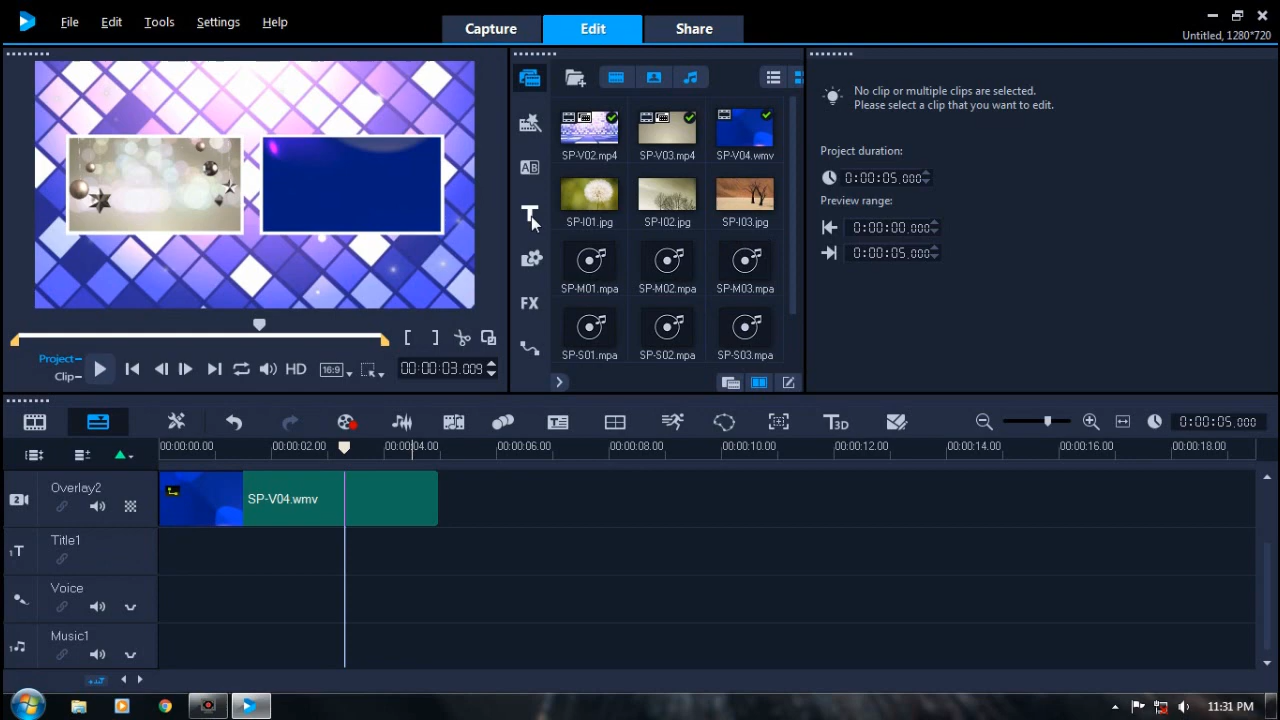 File Edit Tools Settings Help
Capture Edit Share
Untitled, 1280*720
No clip or multiple clips are selected.
Please select a clip that you want to edit.
Project duration:
0:00:05.000
Preview range:
0:00:00.000
0:00:05.000
SP-V02.mp4 SP-V03.mp4 SP-V04.wmv
AB
SP-I01.jpg SP-I02.jpg SP-I03.jpg
T
SP-M01.mpa SP-M02.mpa SP-M03.mpa
FX
SP-S01.mpa SP-S02.mpa SP-S03.mpa
[ ]
Project
Clip
HD 16:9 00:00:03.009
T3D 0:00:05.000
00:00:00.00 00:00:02.00 00:00:04.00 00:00:06.00 00:00:08.00 00:00:10.00 00:00:12.00 00:00:14.00 00:00:16.00 00:00:18.00
2 Overlay2
SP-V04.wmv
1T Title1
Voice
1 Music1
11:31 PM